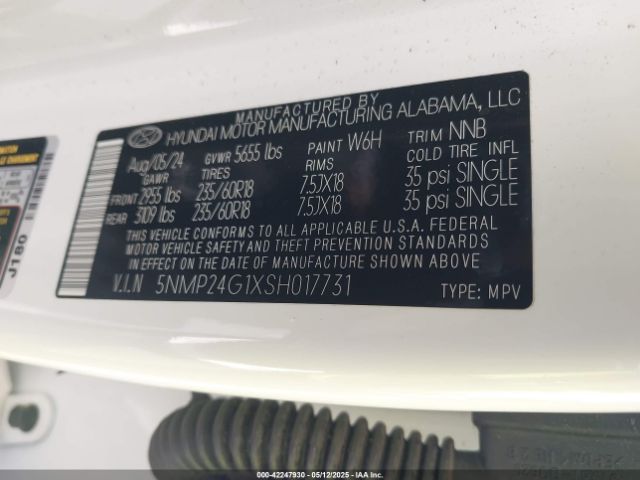 MANUFACTURED BY
HYUNDAI MOTOR MANUFACTURING ALABAMA, LLC
Aug/05/24 GVWR 5655 lbs PAINT W6H TRIM NNB
GAWR TIRES RIMS COLD TIRE INFL
FRONT 2955 lbs 235/60R18 7.5JX18 35 psi SINGLE
REAR 3109 lbs 235/60R18 7.5JX18 35 psi SINGLE
THIS VEHICLE CONFORMS TO ALL APPLICABLE U.S.A. FEDERAL
MOTOR VEHICLE SAFETY AND THEFT PREVENTION STANDARDS
IN EFFECT ON THE DATE OF MANUFACTURE SHOWN ABOVE
V.I.N 5NMP24G1XSH017731 TYPE: MPV
J180
000-42247930 - 05/12/2025 - IAA Inc.